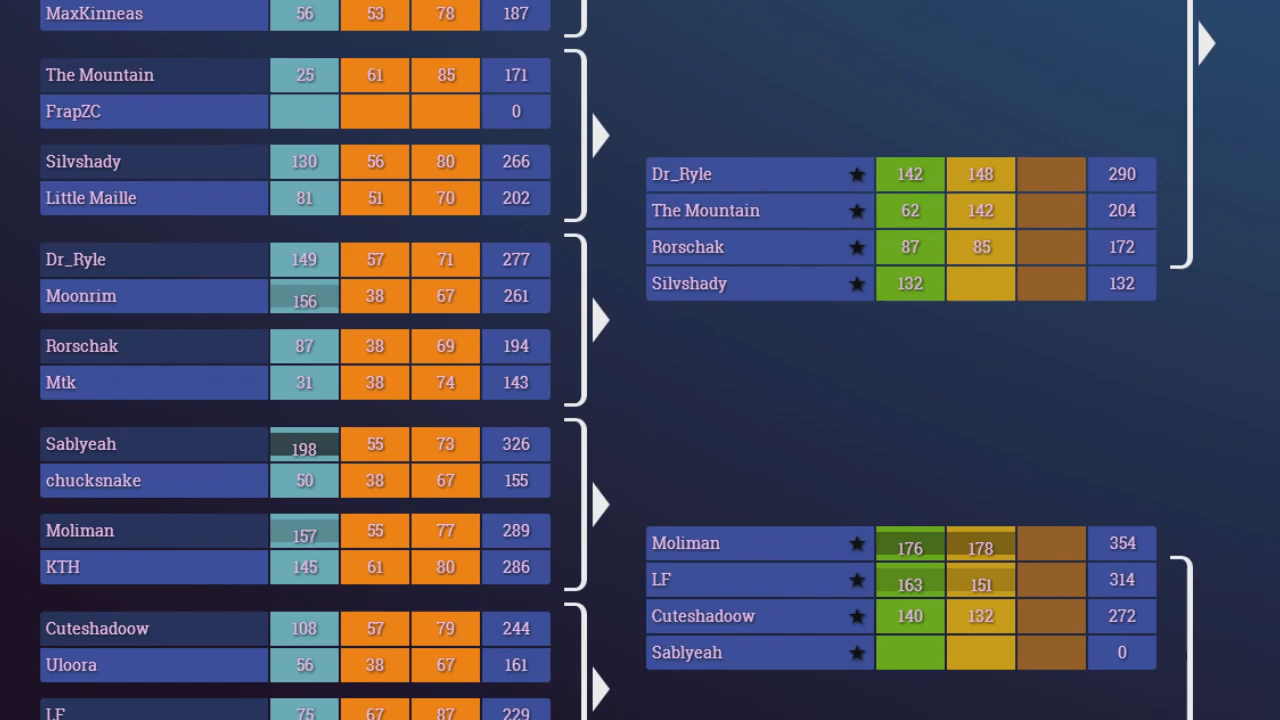 MaxKinneas 56 53 78 187
The Mountain 25 61 85 171
FrapZC 0
Silvshady 130 56 80 266
Little Maille 81 51 70 202
Dr_Ryle 149 57 71 277
Moonrim 156 38 67 261
Rorschak 87 38 69 194
Mtk 31 38 74 143
Sablyeah 198 55 73 326
chucksnake 50 38 67 155
Moliman 157 55 77 289
KTH 145 61 80 286
Cuteshadoow 108 57 79 244
Uloora 56 38 67 161
LF 75 67 87 229
Dr_Ryle ★ 142 148 290
The Mountain ★ 62 142 204
Rorschak ★ 87 85 172
Silvshady ★ 132 132
Moliman ★ 176 178 354
LF ★ 163 151 314
Cuteshadoow ★ 140 132 272
Sablyeah ★ 0